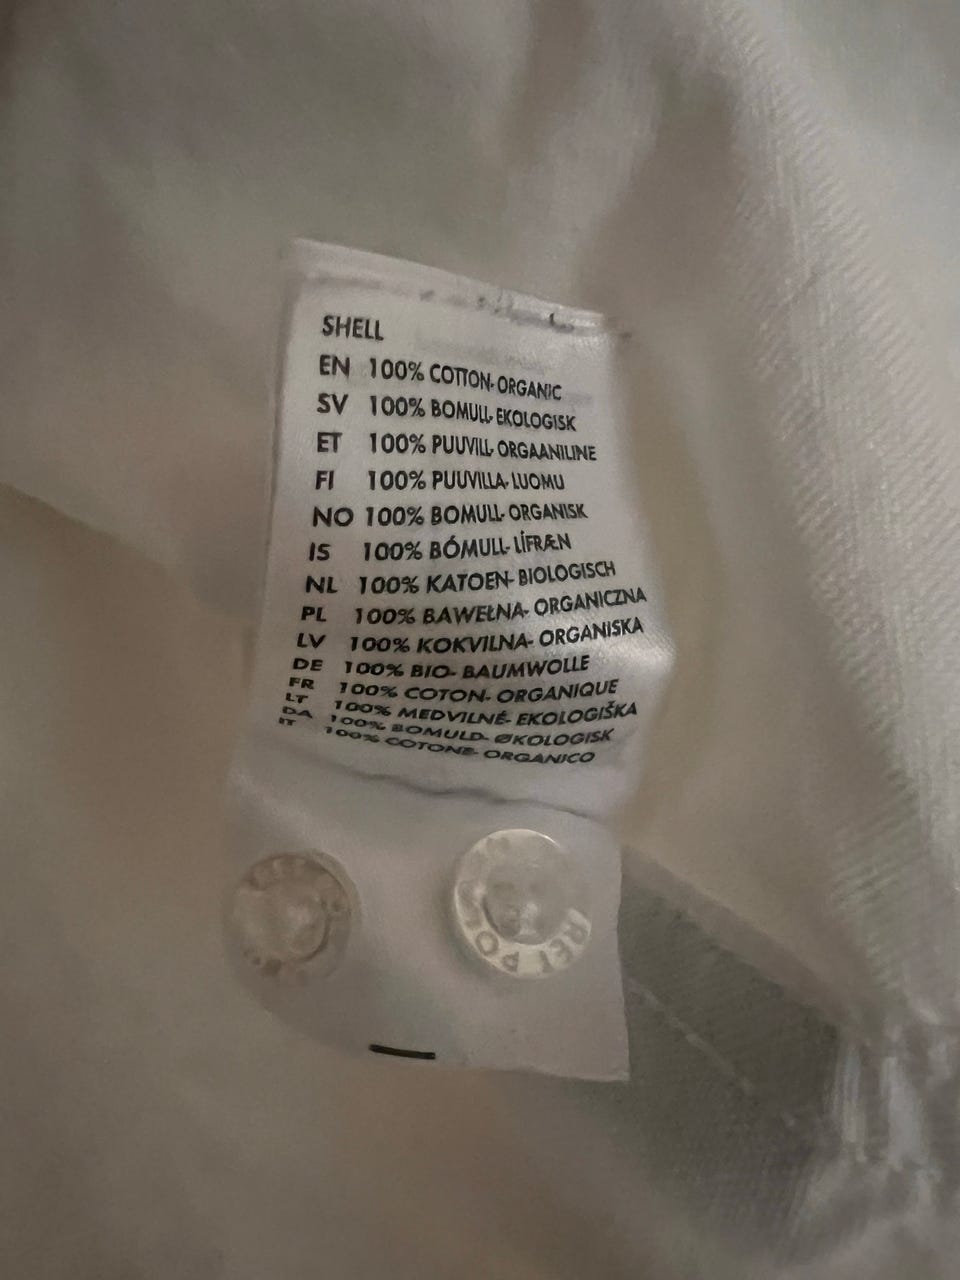 SHELL
EN 100% COTTON- ORGANIC
SV 100% BOMULL- EKOLOGISK
ET 100% PUUVILL- ORGAANILINE
FI 100% PUUVILLA- LUOMU
NO 100% BOMULL- ORGANISK
IS 100% BÓMULL- LÍFRÆN
NL 100% KATOEN- BIOLOGISCH
PL 100% BAWEŁNA- ORGANICZNA
LV 100% KOKVILNA- ORGANISKA
DE 100% BIO- BAUMWOLLE
FR 100% COTON- ORGANIQUE
LT 100% MEDVILNĖ- EKOLOGIŠKA
DA 100% BOMULD- ØKOLOGISK
IT 100% COTONE- ORGANICO